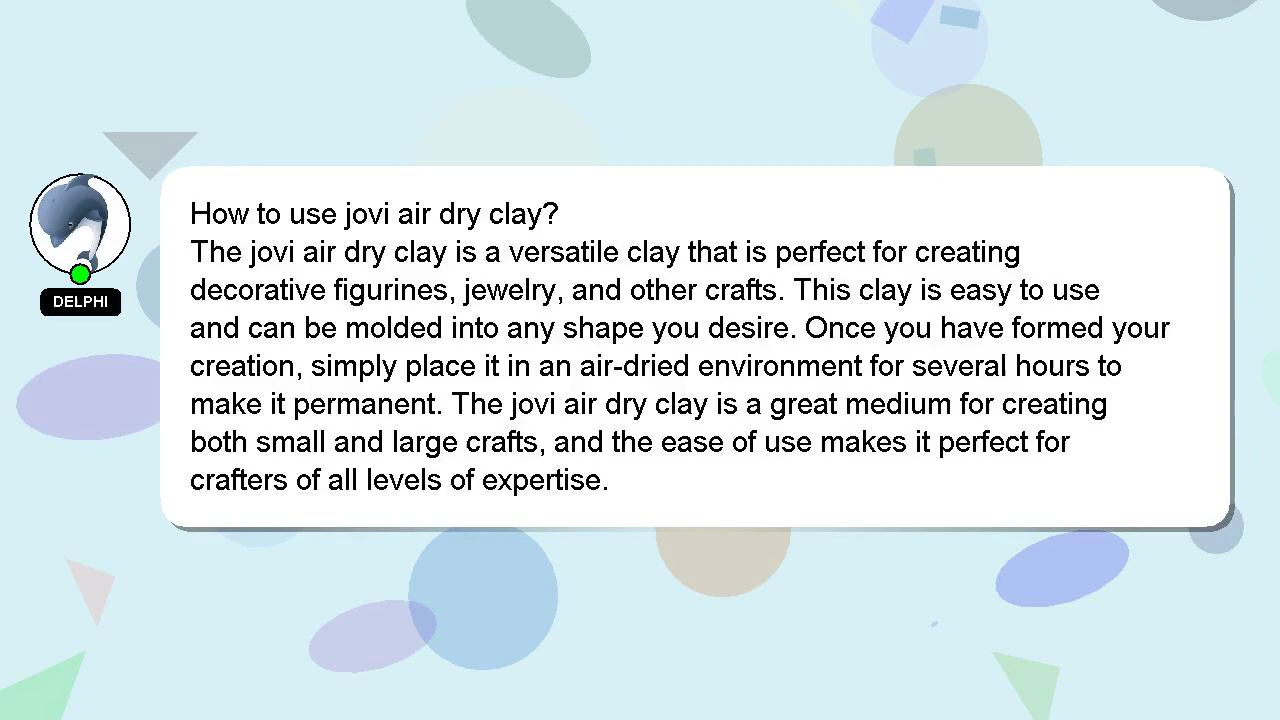 How to use jovi air dry clay?
The jovi air dry clay is a versatile clay that is perfect for creating
decorative figurines, jewelry, and other crafts. This clay is easy to use
and can be molded into any shape you desire. Once you have formed your
creation, simply place it in an air-dried environment for several hours to
make it permanent. The jovi air dry clay is a great medium for creating
both small and large crafts, and the ease of use makes it perfect for
crafters of all levels of expertise.
DELPHI